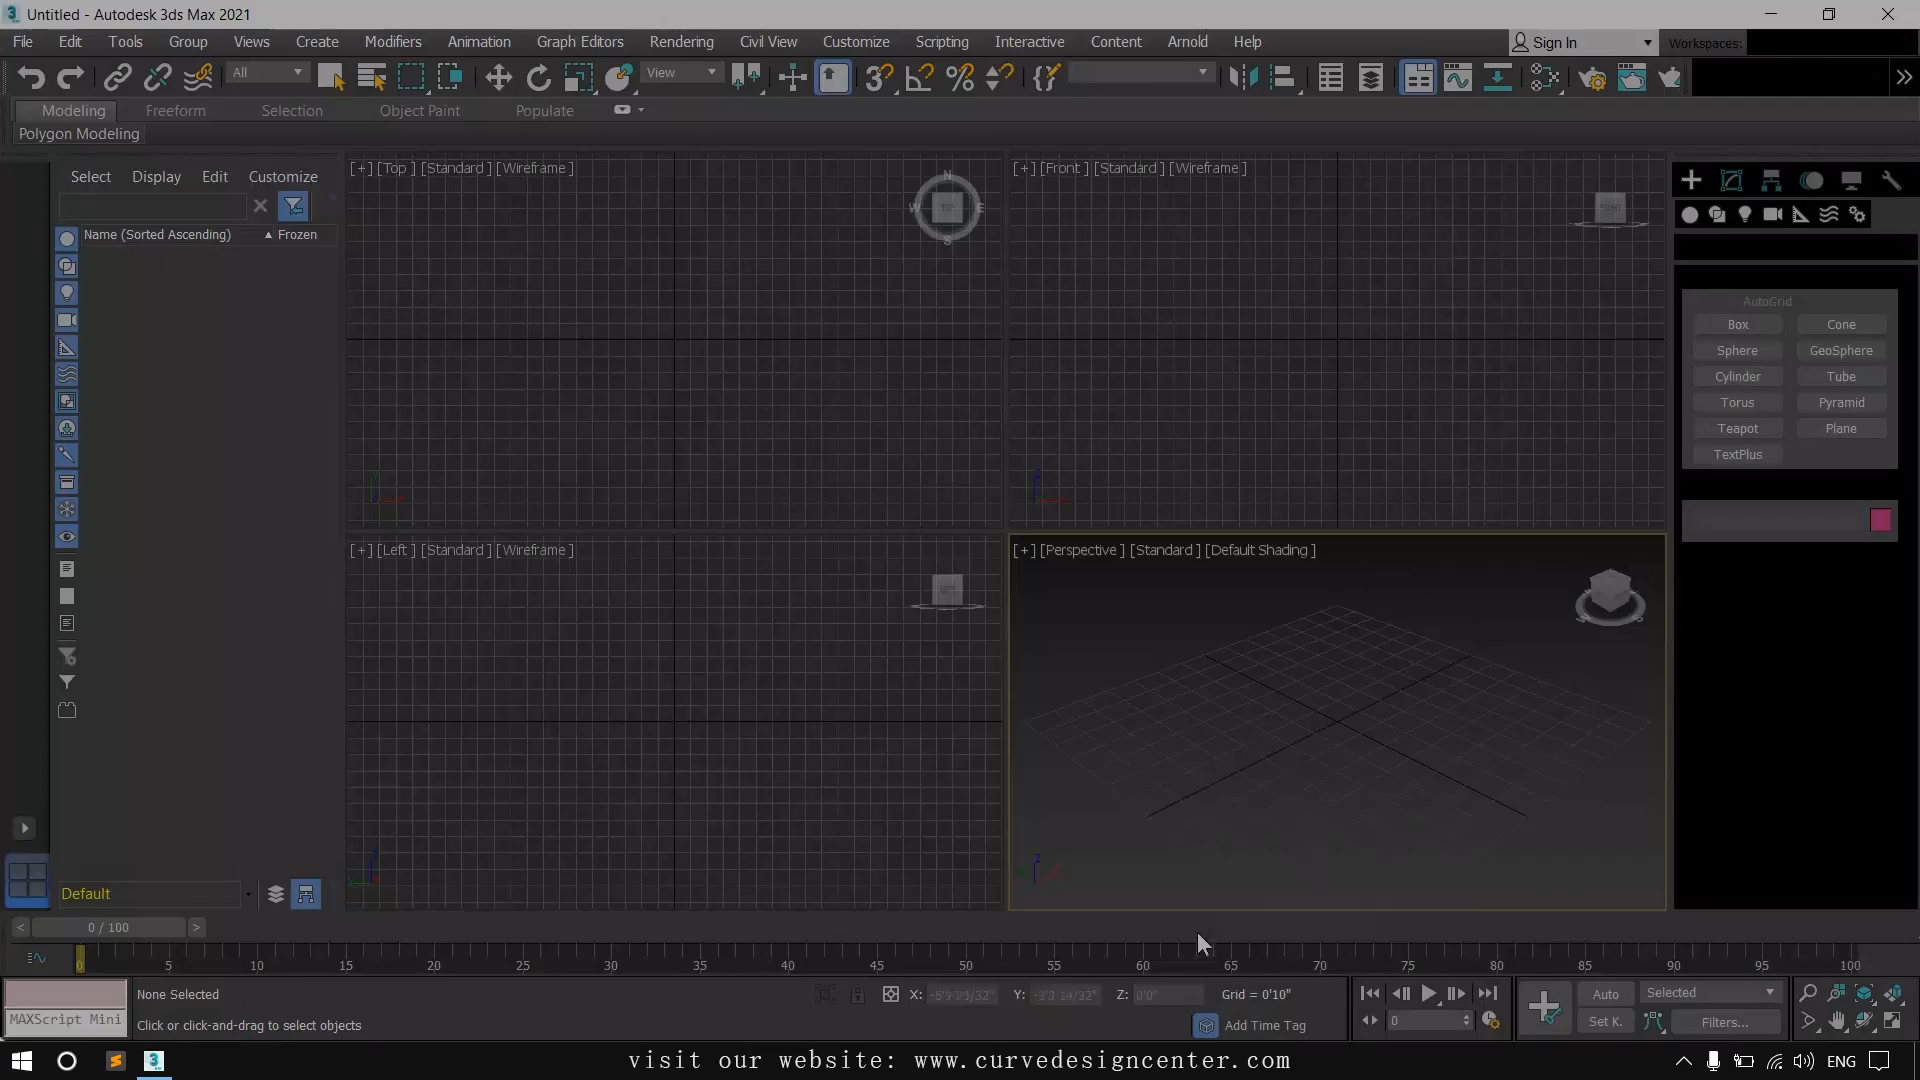 Untitled - Autodesk 3ds Max 2021
File Edit Tools Group Views Create Modifiers Animation Graph Editors Rendering Civil View Customize Scripting Interactive Content Arnold Help Sign In Workspaces:
All View
Modeling Freeform Selection Object Paint Populate
Polygon Modeling
Select Display Edit Customize
Name (Sorted Ascending) Frozen
[+] [Top ] [Standard ] [Wireframe ]
N
W E
S
[+] [Front ] [Standard ] [Wireframe ]
[+] [Left ] [Standard ] [Wireframe ]
[+] [Perspective ] [Standard ] [Default Shading ]
AutoGrid
Box Cone
Sphere GeoSphere
Cylinder Tube
Torus Pyramid
Teapot Plane
TextPlus
Default
< 0 / 100 >
0 5 10 15 20 25 30 35 40 45 50 55 60 65 70 75 80 85 90 95 100
None Selected X: Y: Z: 0'0" Grid = 0'10" Auto Selected
MAXScript Mini Click or click-and-drag to select objects Add Time Tag 0 Set K. Filters...
visit our website: www.curvedesigncenter.com ENG